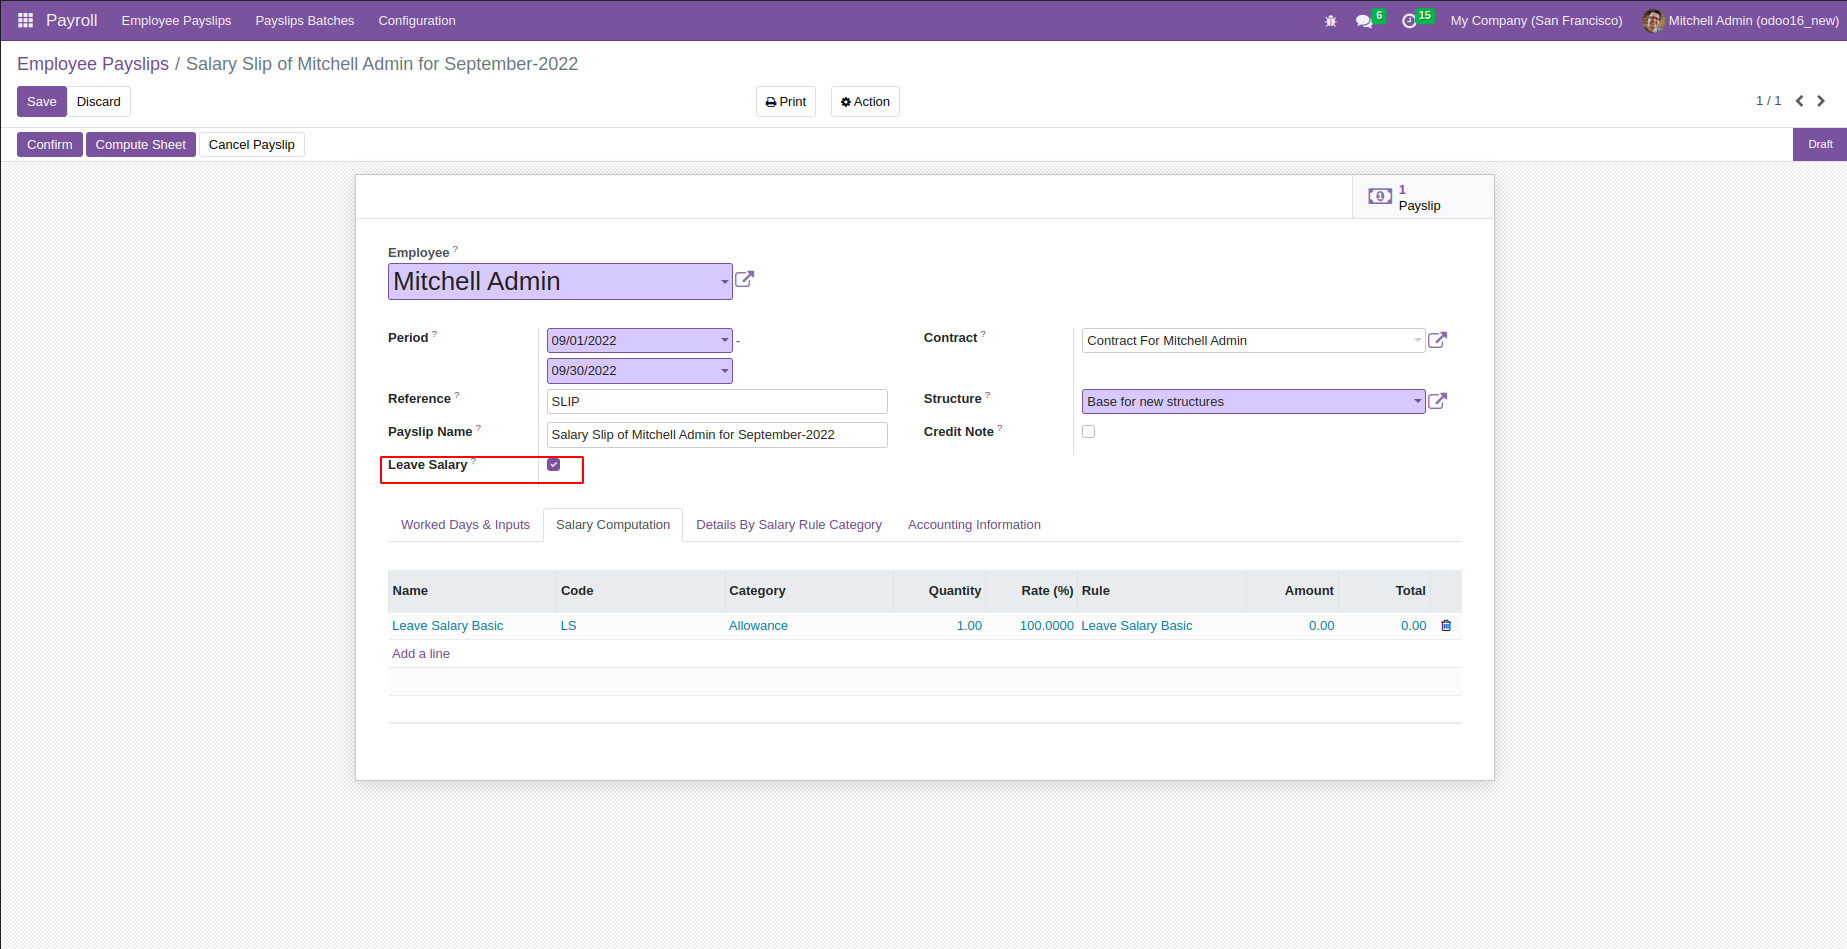 Payroll Employee Payslips Payslips Batches Configuration 6 15 My Company (San Francisco) Mitchell Admin (odoo16_new)
Employee Payslips / Salary Slip of Mitchell Admin for September-2022
Save Discard Print Action 1 / 1
Confirm Compute Sheet Cancel Payslip Draft
1
Payslip
Employee ?
Mitchell Admin
Period ? 09/01/2022 - Contract ? Contract For Mitchell Admin
09/30/2022
Reference ? SLIP Structure ? Base for new structures
Payslip Name ? Salary Slip of Mitchell Admin for September-2022 Credit Note ?
Leave Salary ?
Worked Days & Inputs Salary Computation Details By Salary Rule Category Accounting Information
Name Code Category Quantity Rate (%) Rule Amount Total
Leave Salary Basic LS Allowance 1.00 100.0000 Leave Salary Basic 0.00 0.00
Add a line